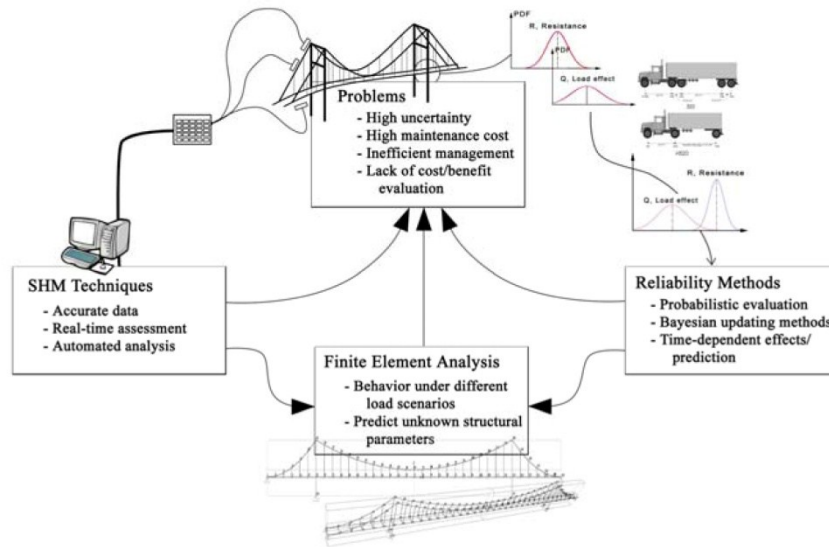 PDF
R, Resistance
PDF
Q, Load effect
R, Resistance
Q, Load effect
Problems
- High uncertainty
- High maintenance cost
- Inefficient management
- Lack of cost/benefit
evaluation
SHM Techniques
- Accurate data
- Real-time assessment
- Automated analysis
Reliability Methods
- Probabilistic evaluation
- Bayesian updating methods
- Time-dependent effects/
prediction
Finite Element Analysis
- Behavior under different
load scenarios
- Predict unknown structural
parameters